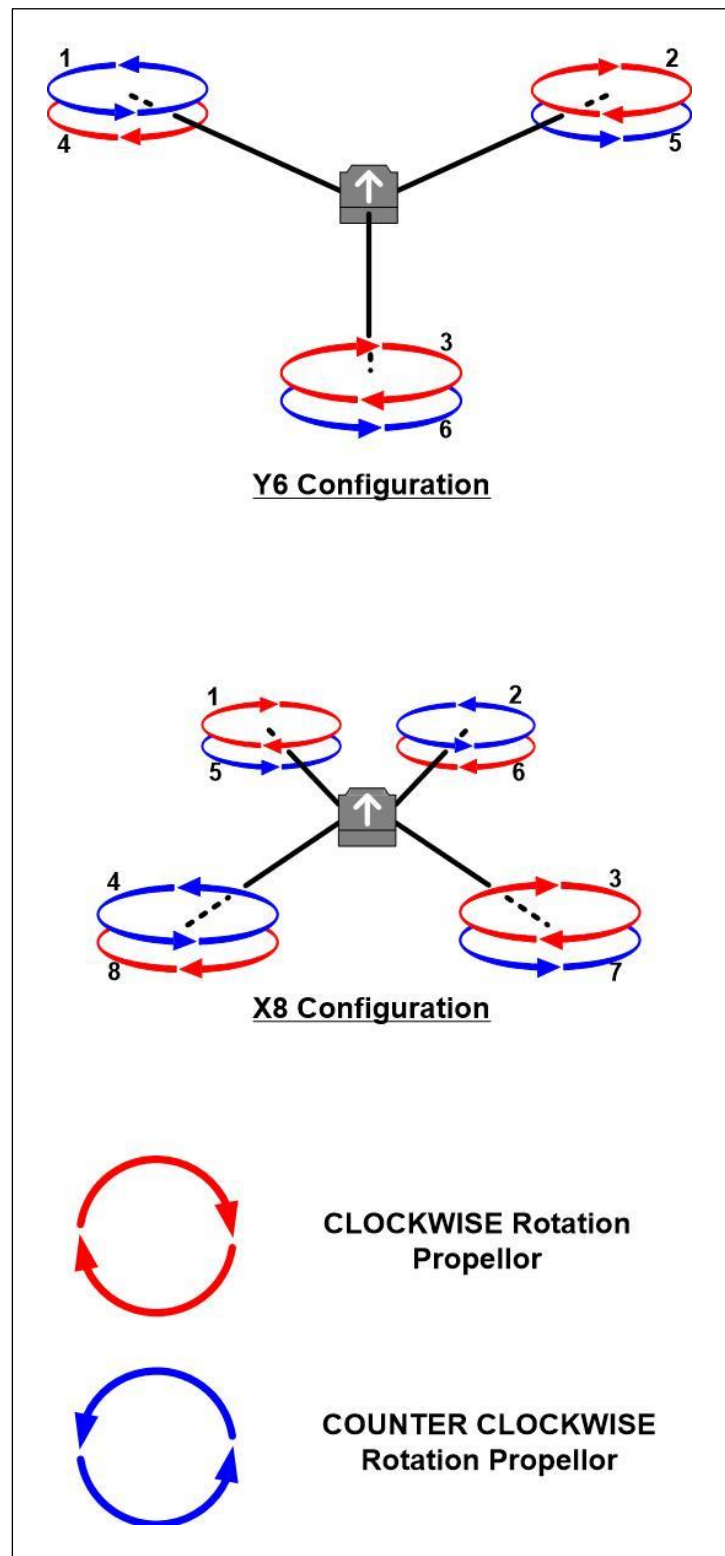 1
2
4
5
3
6
Y6 Configuration
1
2
5
6
4
3
8
7
X8 Configuration
CLOCKWISE Rotation
Propellor
COUNTER CLOCKWISE
Rotation Propellor